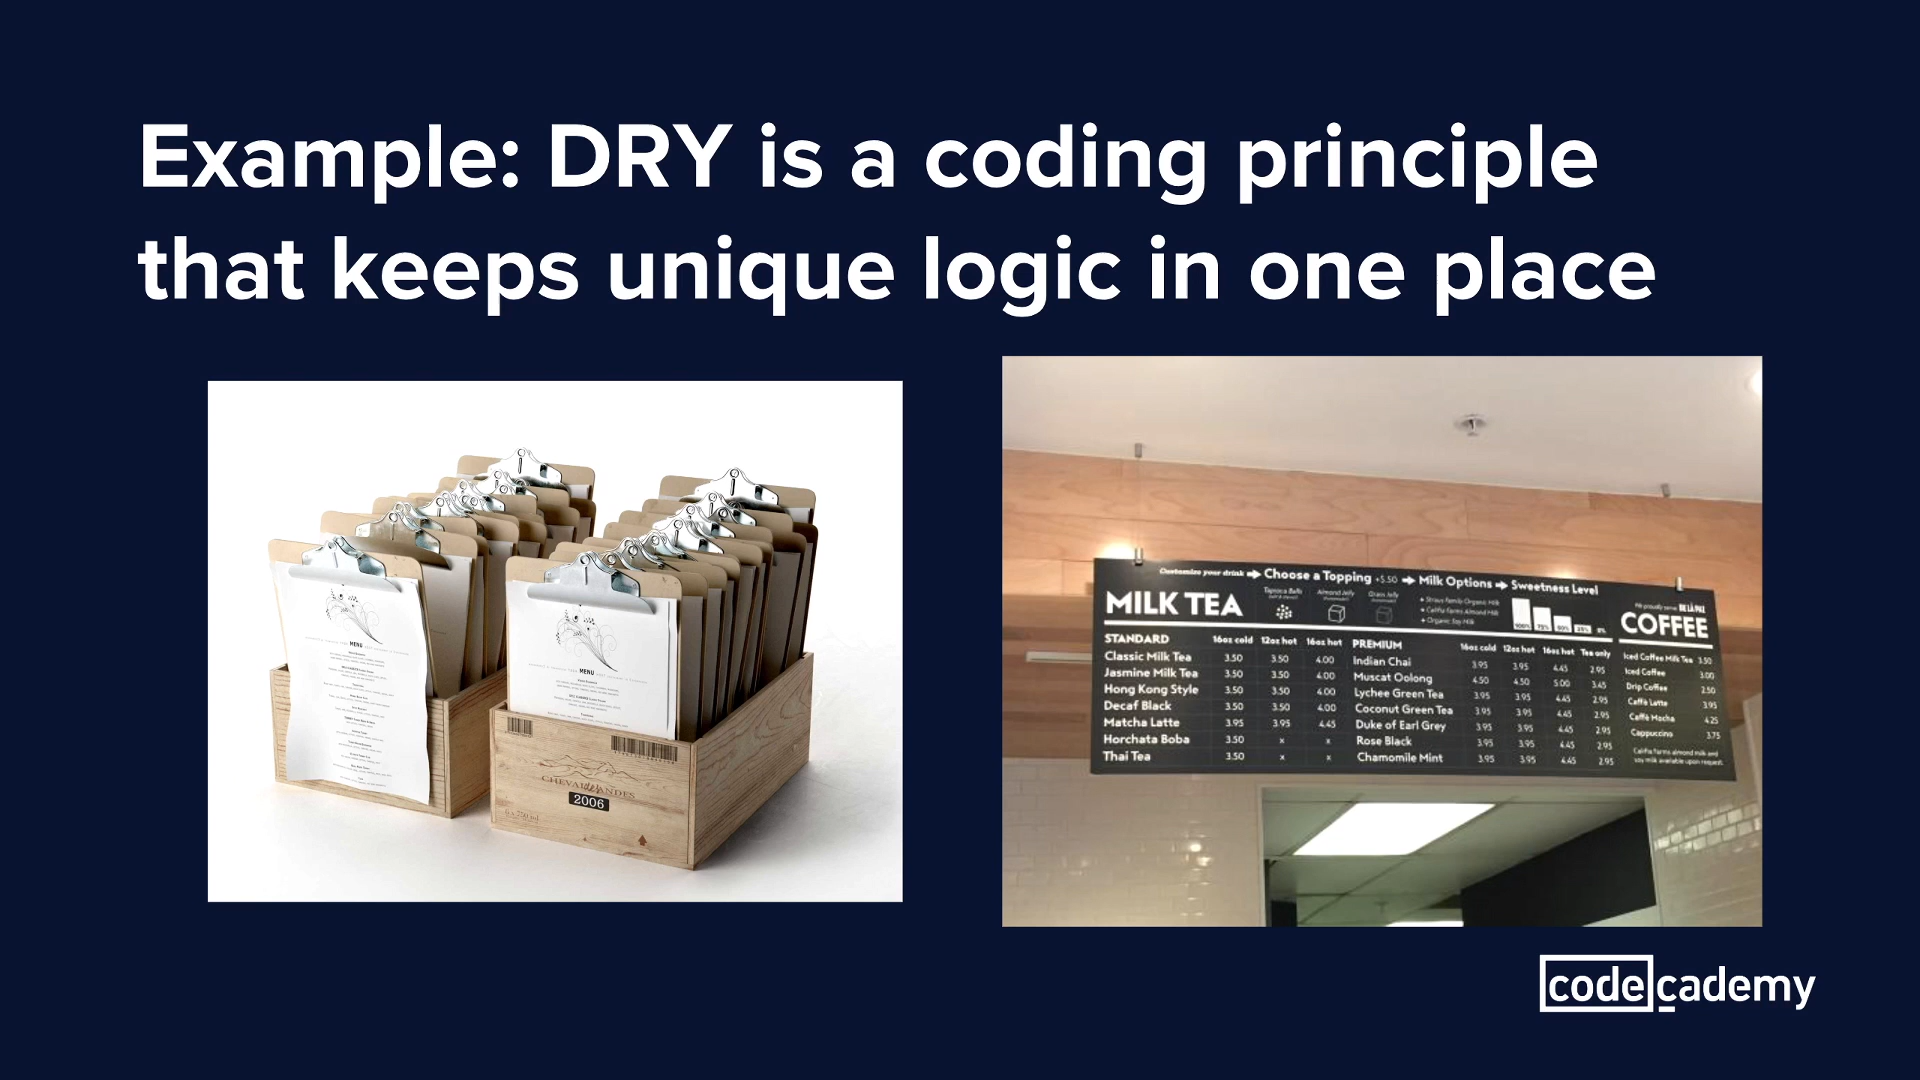 Example: DRY is a coding principle
that keeps unique logic in one place
MENU
MENU
CHEVAL des ANDES
2006
Customize your drink → Choose a Topping +$.50 → Milk Options → Sweetness Level
MILK TEA
Tapioca Balls
Almond Jelly
Grass Jelly
• Straus Family Organic Milk
• Califia Farms Almond Milk
• Organic Soy Milk
100% 75% 50% 25% 0%
We proudly serve DE LA PAZ
COFFEE
STANDARD 16oz cold 12oz hot 16oz hot
Classic Milk Tea 3.50 3.50 4.00
Jasmine Milk Tea 3.50 3.50 4.00
Hong Kong Style 3.50 3.50 4.00
Decaf Black 3.50 3.50 4.00
Matcha Latte 3.95 3.95 4.45
Horchata Boba 3.50 x x
Thai Tea 3.50 x x
PREMIUM 16oz cold 12oz hot 16oz hot Tea only
Indian Chai 3.95 3.95 4.45 2.95
Muscat Oolong 4.50 4.50 5.00 3.45
Lychee Green Tea 3.95 3.95 4.45 2.95
Coconut Green Tea 3.95 3.95 4.45 2.95
Duke of Earl Grey 3.95 3.95 4.45 2.95
Rose Black 3.95 3.95 4.45 2.95
Chamomile Mint 3.95 3.95 4.45 2.95
Iced Coffee Milk Tea 3.50
Iced Coffee 3.00
Drip Coffee 2.50
Caffè Latte 3.95
Caffè Mocha 4.25
Cappuccino 3.75
Califia farms almond milk and
soy milk available upon request
codecademy